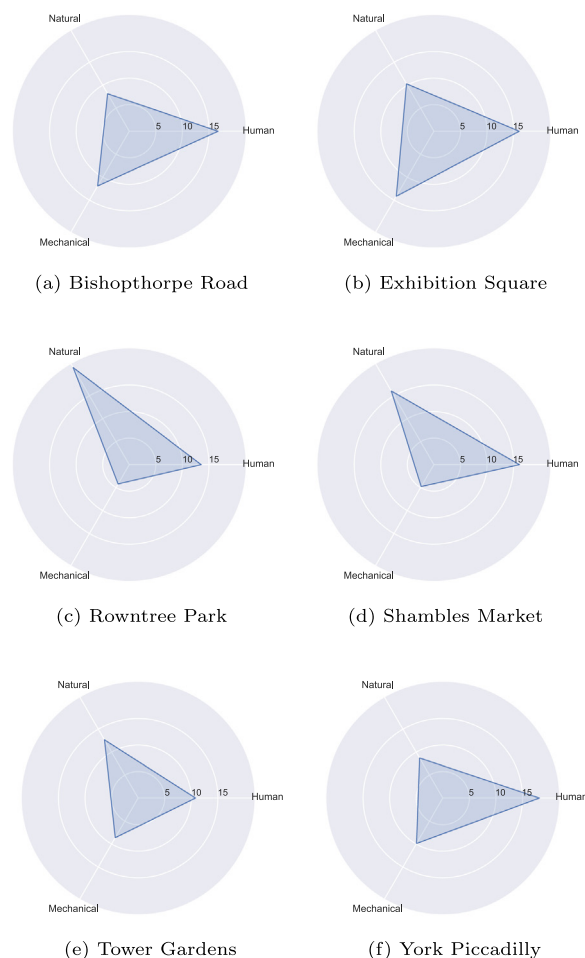 Natural
5 10 15
Human
Mechanical
(a) Bishopthorpe Road
Natural
5 10 15
Human
Mechanical
(b) Exhibition Square
Natural
5 10 15
Human
Mechanical
(c) Rowntree Park
Natural
5 10 15
Human
Mechanical
(d) Shambles Market
Natural
5 10 15
Human
Mechanical
(e) Tower Gardens
Natural
5 10 15
Human
Mechanical
(f) York Piccadilly